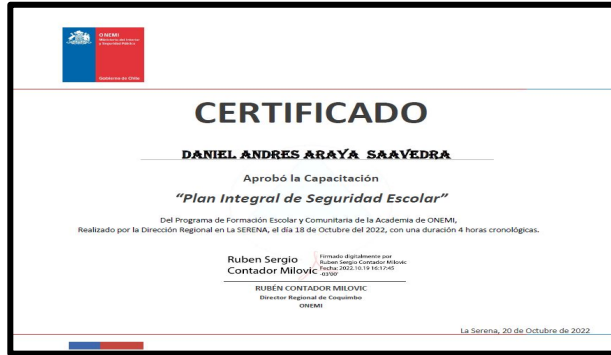 ONEMI
Ministerio del Interior
y Seguridad Pública
Gobierno de Chile
CERTIFICADO
DANIEL ANDRES ARAYA SAAVEDRA
Aprobó la Capacitación
“Plan Integral de Seguridad Escolar”
Del Programa de Formación Escolar y Comunitaria de la Academia de ONEMI,
Realizado por la Dirección Regional en La SERENA, el día 18 de Octubre del 2022, con una duración 4 horas cronológicas.
Ruben Sergio
Contador Milovic
Firmado digitalmente por
Ruben Sergio Contador Milovic
Fecha: 2022.10.19 16:17:45
-03'00'
RUBÉN CONTADOR MILOVIC
Director Regional de Coquimbo
ONEMI
La Serena, 20 de Octubre de 2022